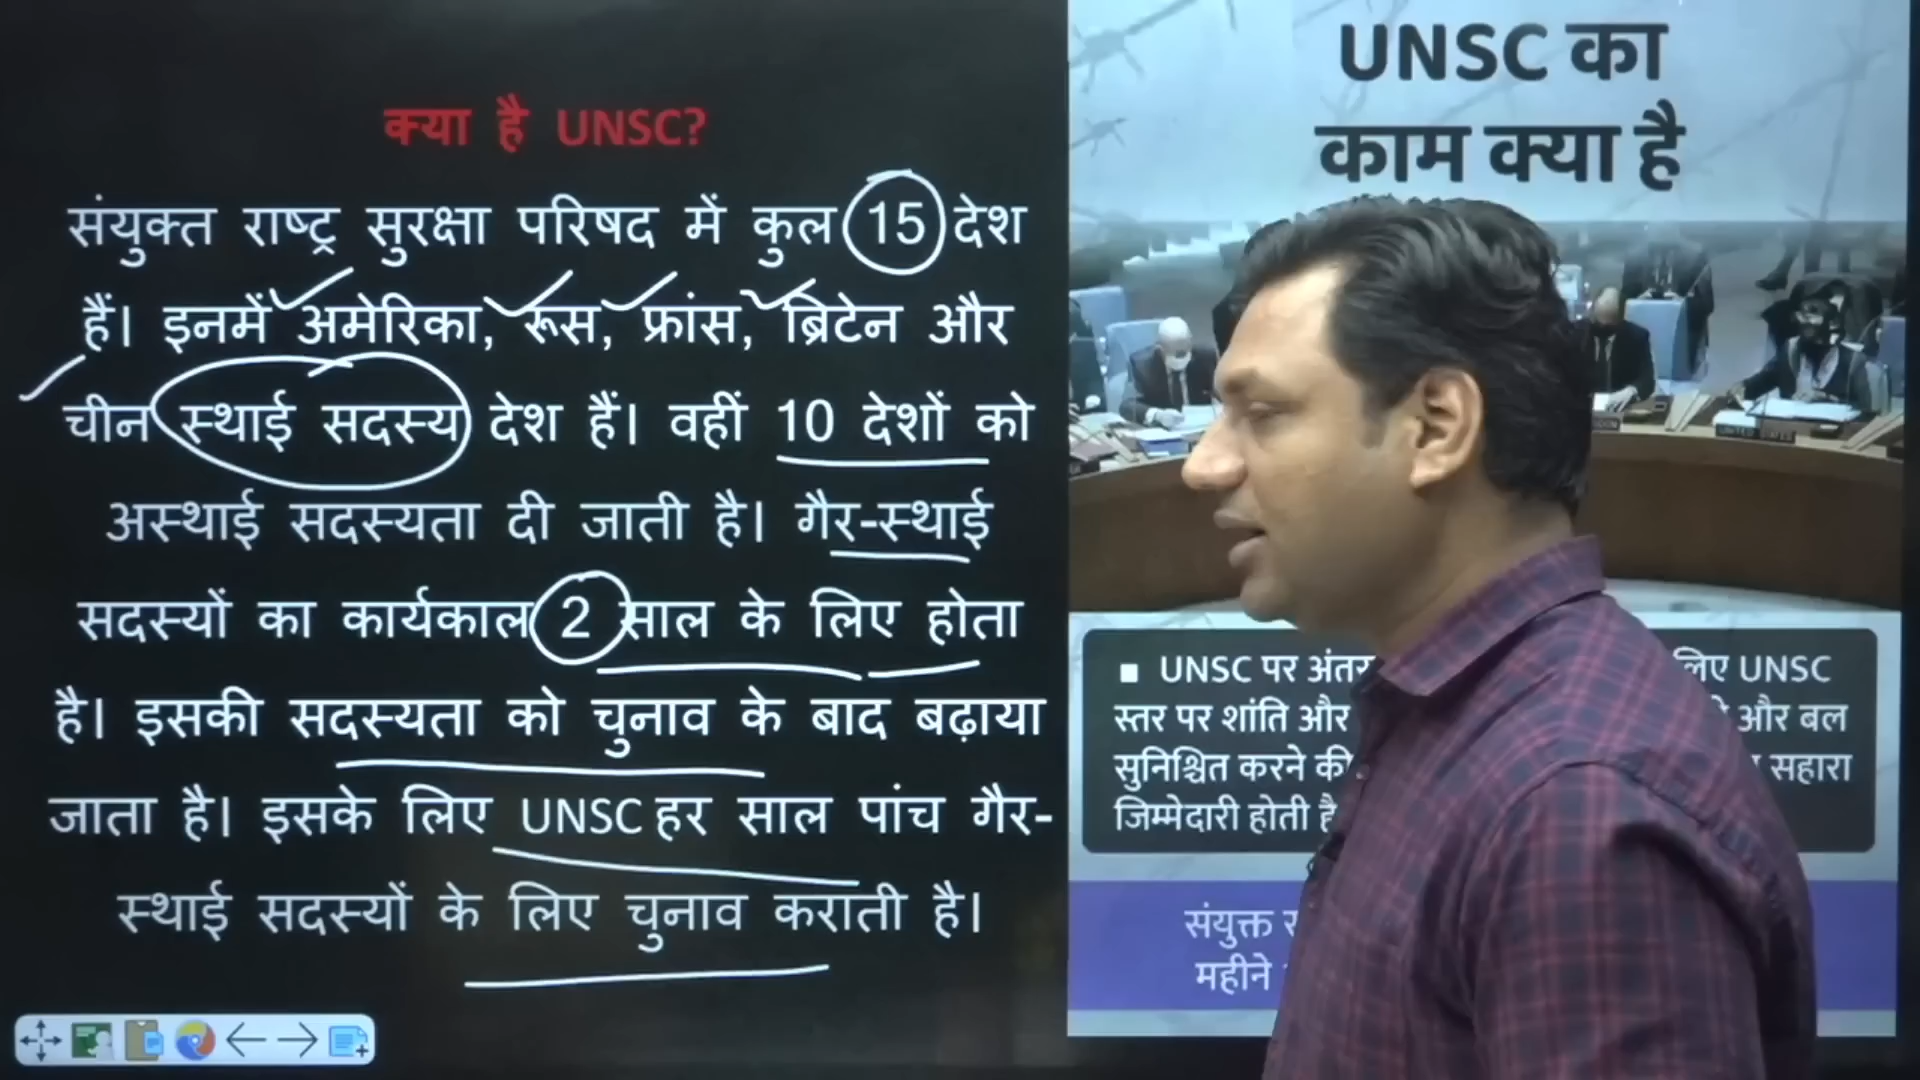 क्या है UNSC?
संयुक्त राष्ट्र सुरक्षा परिषद में कुल 15 देश
हैं। इनमें अमेरिका, रूस, फ्रांस, ब्रिटेन और
चीन स्थाई सदस्य देश हैं। वहीं 10 देशों को
अस्थाई सदस्यता दी जाती है। गैर-स्थाई
सदस्यों का कार्यकाल 2 साल के लिए होता
है। इसकी सदस्यता को चुनाव के बाद बढ़ाया
जाता है। इसके लिए UNSC हर साल पांच गैर-
स्थाई सदस्यों के लिए चुनाव कराती है।
UNSC का
काम क्या है
UNITED STATES
▪ UNSC पर
स्तर पर शांति और
सुनिश्चित करने की
जिम्मेदारी होती है
लिए UNSC
और बल
सहारा
संयुक्त
महीने